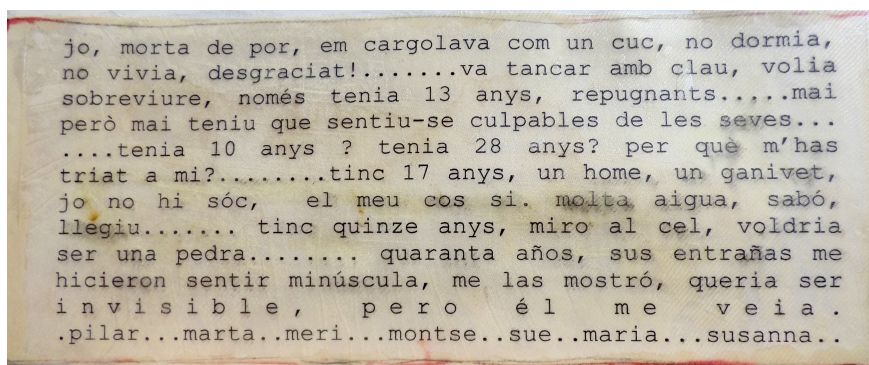 jo, morta de por, em cargolava com un cuc, no dormia,
no vivia, desgraciat!.......va tancar amb clau, volia
sobreviure, només tenia 13 anys, repugnants.....mai
però mai teniu que sentiu-se culpables de les seves...
....tenia 10 anys ? tenia 28 anys? per què m'has
triat a mi?........tinc 17 anys, un home, un ganivet,
jo no hi sóc, el meu cos si. molta aigua, sabó,
llegiu....... tinc quinze anys, miro al cel, voldria
ser una pedra........ quaranta años, sus entrañas me
hicieron sentir minúscula, me las mostró, queria ser
invisible, pero él me veia.
.pilar...marta..meri...montse..sue..maria...susanna..